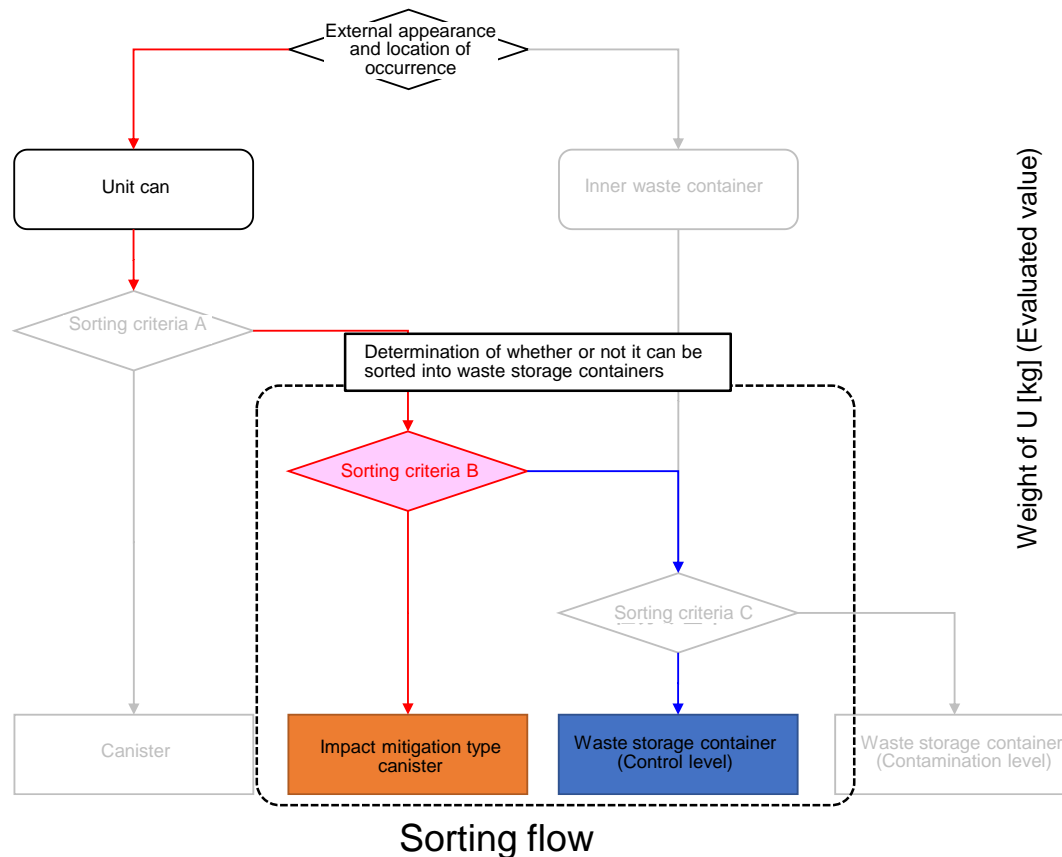 External appearance
and location of
occurrence
Unit can
Inner waste container
Weight of U [kg] (Evaluated value)
Sorting criteria A
Determination of whether or not it can be
sorted into waste storage containers
Sorting criteria B
Sorting criteria C
Canister
Impact mitigation type
canister
Waste storage container
(Control level)
Waste storage container
(Contamination level)
Sorting flow